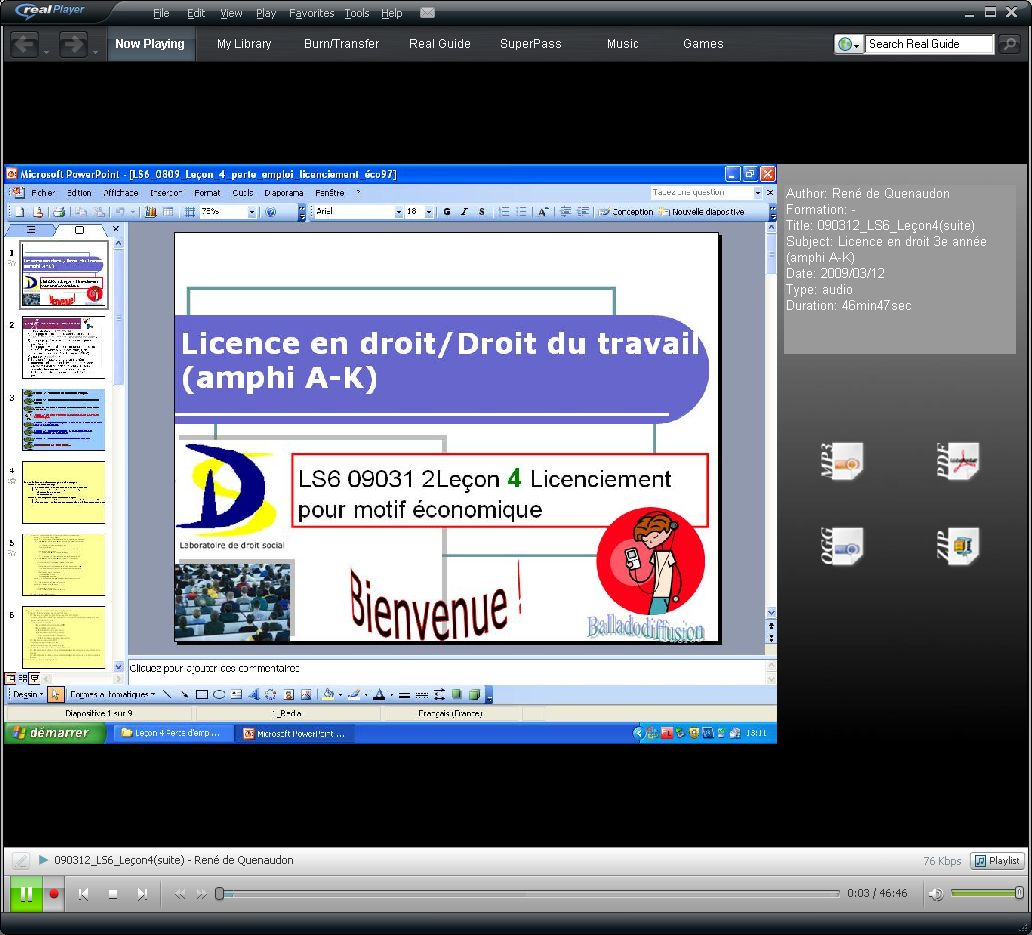 realPlayer
File Edit View Play Favorites Tools Help
Now Playing My Library Burn/Transfer Real Guide SuperPass Music Games
Search Real Guide
Microsoft PowerPoint - [LS6_0809_Leçon_4_perte_emploi_licenciement_éco97]
Fichier Edition Affichage Insertion Format Outils Diaporama Fenêtre ?
Tapez une question
75% Arial 18 G I S Conception Nouvelle diapositive
1
2
3
4
5
6
Licence en droit/Droit du travail
(amphi A-K)
LS6 09031 2Leçon 4 Licenciement
pour motif économique
Laboratoire de droit social
Bienvenue !
Balladodiffusion
Cliquez pour ajouter des commentaires
Dessin Formes automatiques
Diapositive 1 sur 9
Français (France)
démarrer
Leçon 4 Perte d'emp...
Microsoft PowerPoint ...
Author: René de Quenaudon
Formation: -
Title: 090312_LS6_Leçon4(suite)
Subject: Licence en droit 3e année
(amphi A-K)
Date: 2009/03/12
Type: audio
Duration: 46min47sec
MP3
PDF
OGG
ZIP
090312_LS6_Leçon4(suite) - René de Quenaudon
76 Kbps
Playlist
0:03 / 46:46